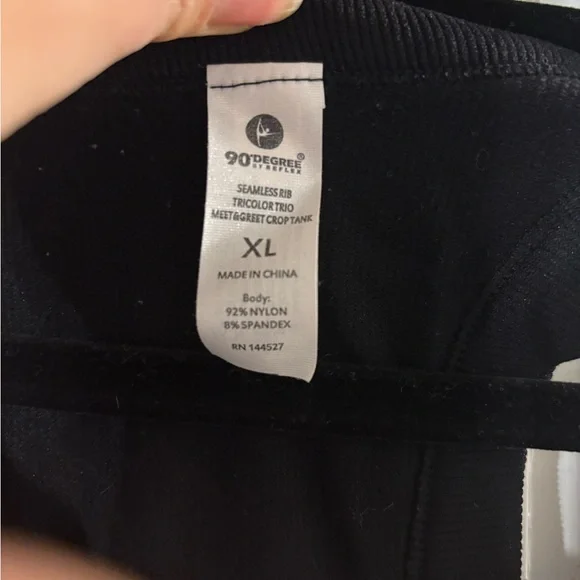 90°DEGREE®
BY REFLEX
SEAMLESS RIB
TRICOLOR TRIO
MEET&GREET CROP TANK
XL
MADE IN CHINA
Body:
92% NYLON
8% SPANDEX
RN 144527